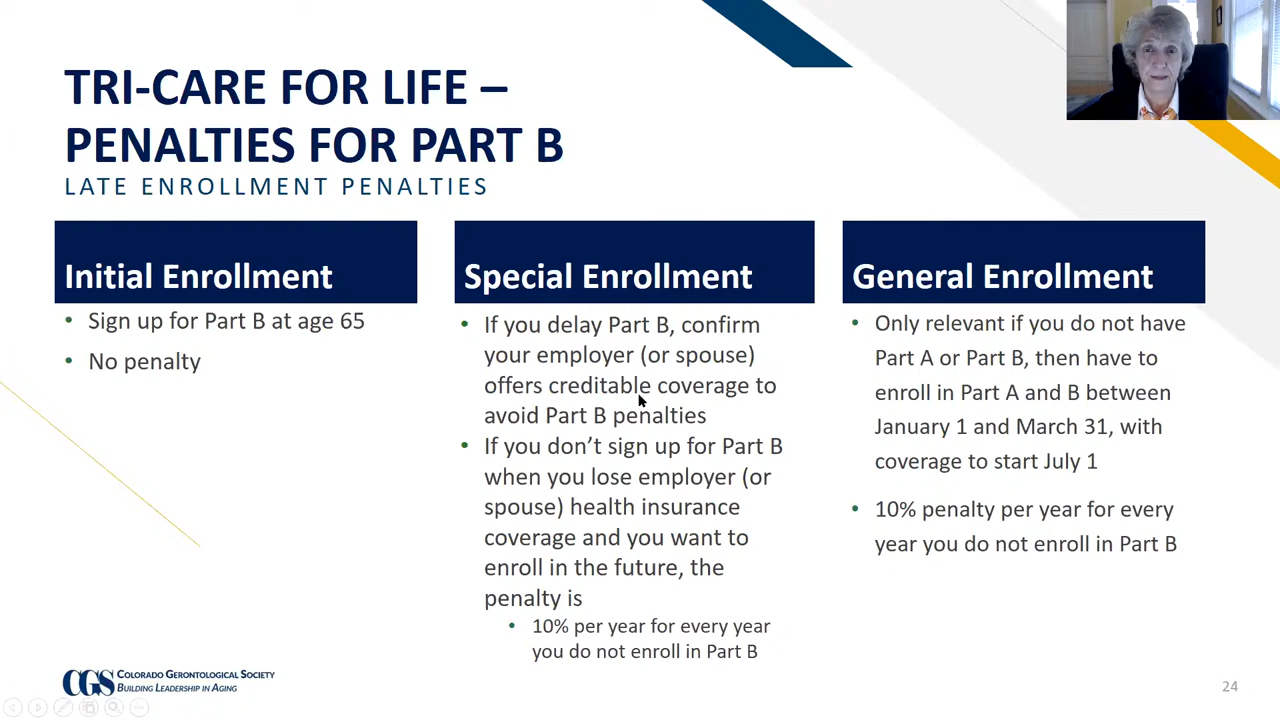 TRI-CARE FOR LIFE –
PENALTIES FOR PART B
LATE ENROLLMENT PENALTIES
Initial Enrollment
• Sign up for Part B at age 65
• No penalty
Special Enrollment
• If you delay Part B, confirm
your employer (or spouse)
offers creditable coverage to
avoid Part B penalties
• If you don’t sign up for Part B
when you lose employer (or
spouse) health insurance
coverage and you want to
enroll in the future, the
penalty is
• 10% per year for every year
you do not enroll in Part B
General Enrollment
• Only relevant if you do not have
Part A or Part B, then have to
enroll in Part A and B between
January 1 and March 31, with
coverage to start July 1
• 10% penalty per year for every
year you do not enroll in Part B
CGS COLORADO GERONTOLOGICAL SOCIETY
BUILDING LEADERSHIP IN AGING
24